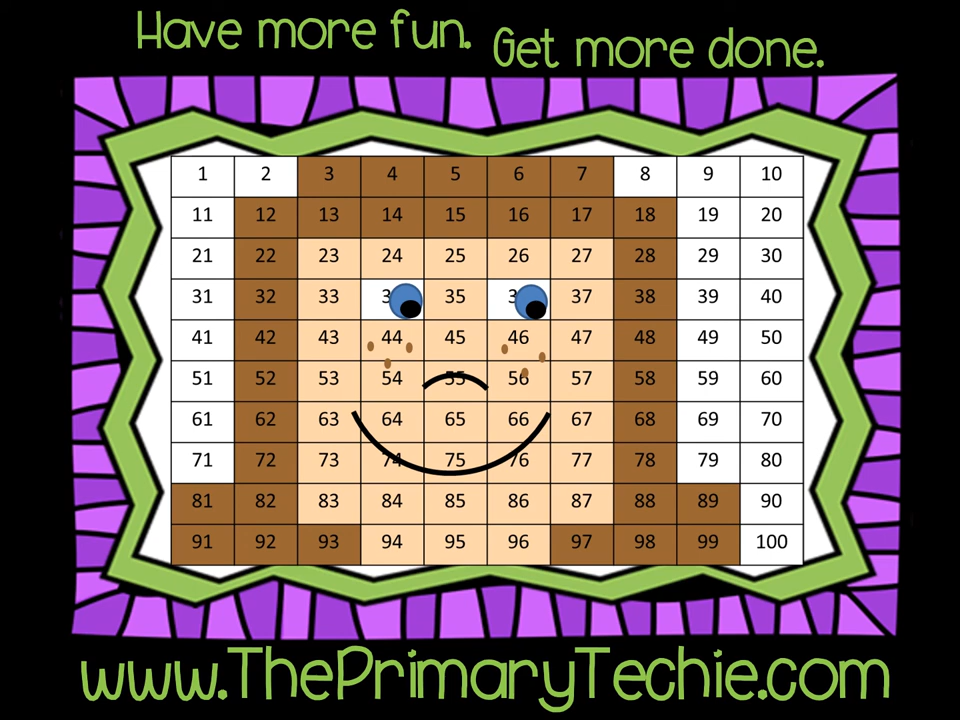 Have more fun. Get more done.
1 2 3 4 5 6 7 8 9 10
11 12 13 14 15 16 17 18 19 20
21 22 23 24 25 26 27 28 29 30
31 32 33 35 37 38 39 40
41 42 43 44 45 46 47 48 49 50
51 52 53 54 55 56 57 58 59 60
61 62 63 64 65 66 67 68 69 70
71 72 73 74 75 76 77 78 79 80
81 82 83 84 85 86 87 88 89 90
91 92 93 94 95 96 97 98 99 100
www.ThePrimaryTechie.com